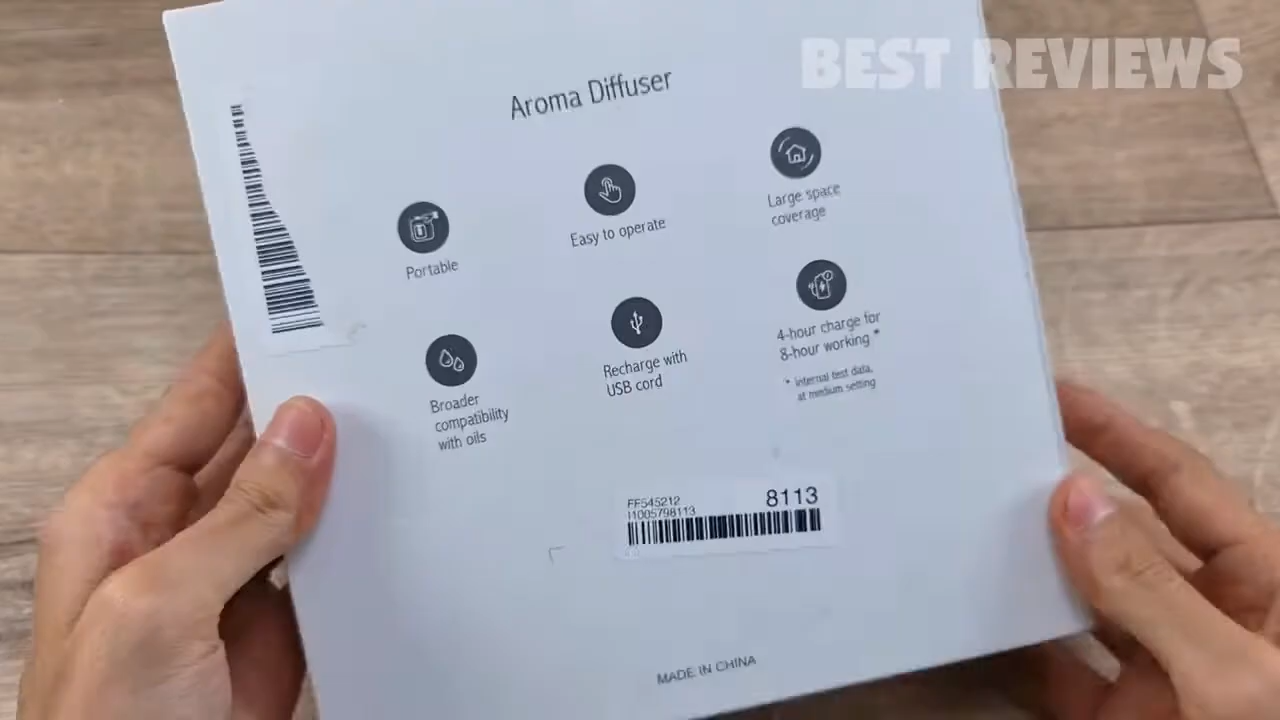 BEST REVIEWS
Aroma Diffuser
Portable
Easy to operate
Large space
coverage
Broader
compatibility
with oils
Recharge with
USB cord
4-hour charge for
8-hour working *
* Internal test data,
at medium setting
FF545212
I1005798113
8113
MADE IN CHINA